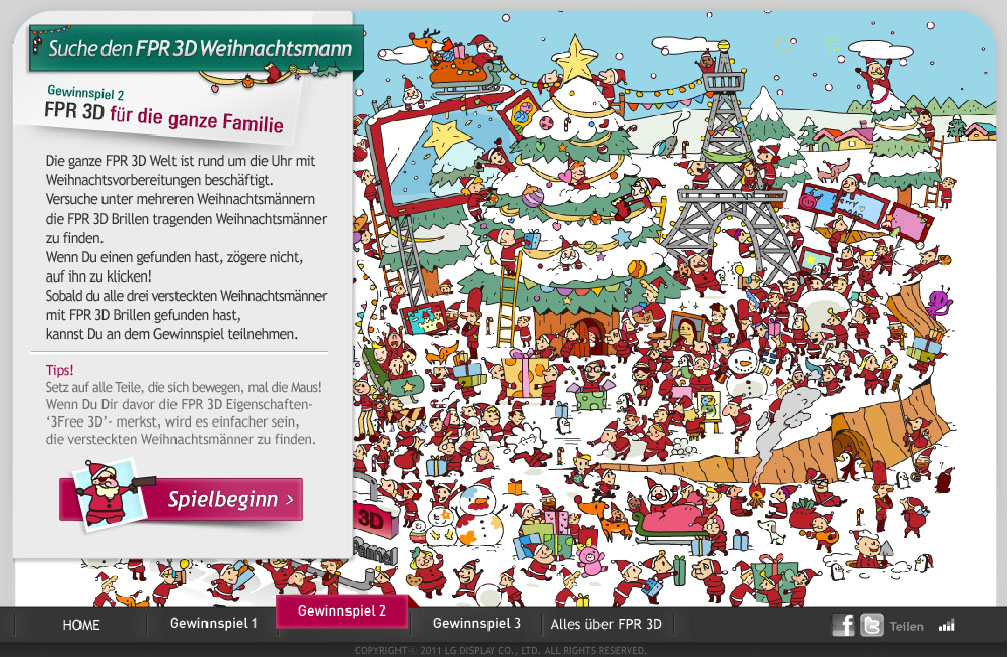 Suche den FPR 3D Weihnachtsmann
Gewinnspiel 2
FPR 3D für die ganze Familie
Die ganze FPR 3D Welt ist rund um die Uhr mit
Weihnachtsvorbereitungen beschäftigt.
Versuche unter mehreren Weihnachtsmännern
die FPR 3D Brillen tragenden Weihnachtsmänner
zu finden.
Wenn Du einen gefunden hast, zögere nicht,
auf ihn zu klicken!
Sobald du alle drei versteckten Weihnachtsmänner
mit FPR 3D Brillen gefunden hast,
kannst Du an dem Gewinnspiel teilnehmen.
Tips!
Setz auf alle Teile, die sich bewegen, mal die Maus!
Wenn Du Dir davor die FPR 3D Eigenschaften-
‘3Free 3D’- merkst, wird es einfacher sein,
die versteckten Weihnachtsmänner zu finden.
Spielbeginn >
3D
Pannel
HOME
Gewinnspiel 1
Gewinnspiel 2
Gewinnspiel 3
Alles über FPR 3D
Teilen
COPYRIGHTⓒ 2011 LG DISPLAY CO., LTD. ALL RIGHTS RESERVED.